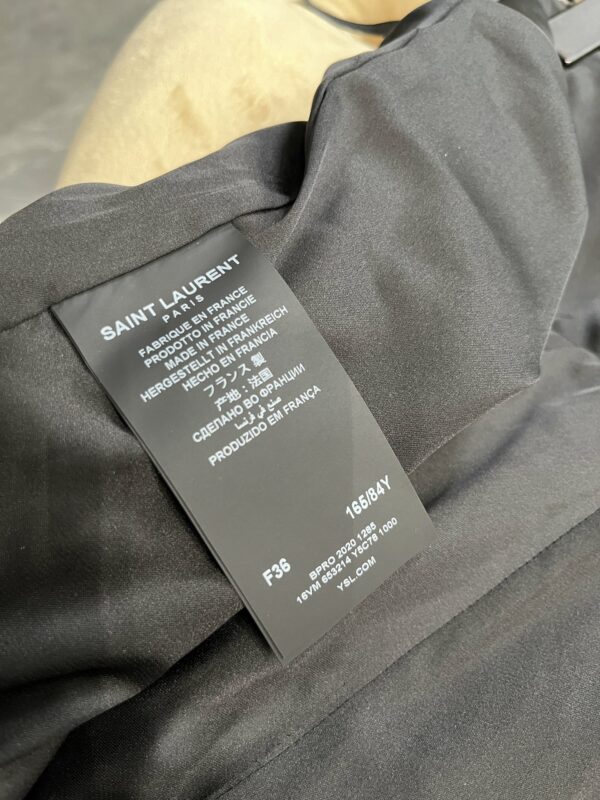 SAINT LAURENT
PARIS
FABRIQUE EN FRANCE
PRODOTTO IN FRANCIE
MADE IN FRANCE
HERGESTELLT IN FRANKREICH
HECHO EN FRANCIA
フランス 製
产地：法国
СДЕЛАНО ВО ФРАНЦИИ
صنع في فرنسا
PRODUZIDO EM FRANÇA
165/84Y
F36
BPRO 2020 1285
16VM 653214 Y5C76 1000
YSL.COM